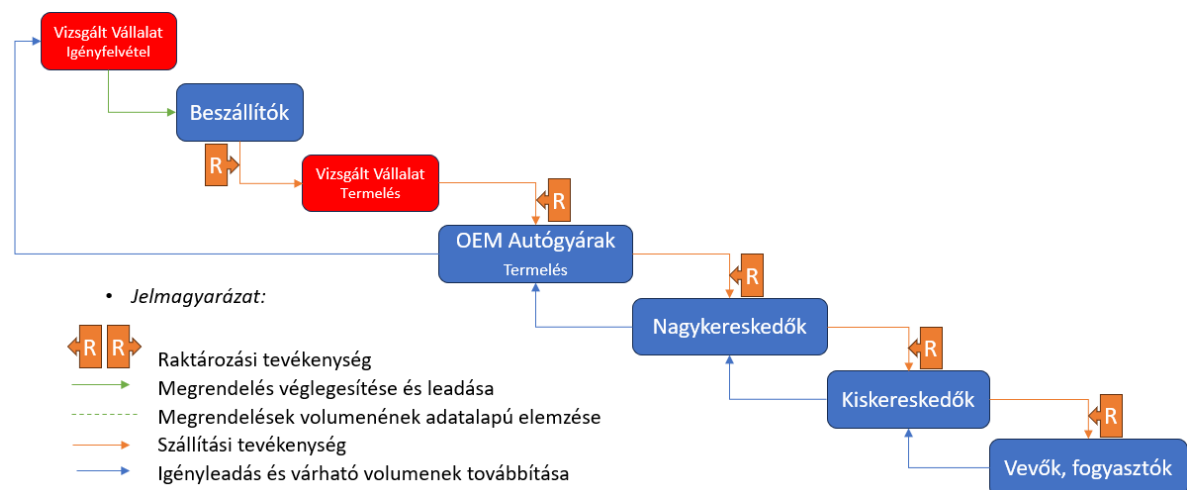 Vizsgált Vállalat
Igényfelvétel
Beszállítók
R
Vizsgált Vállalat
Termelés
R
OEM Autógyárak
Termelés
R
• Jelmagyarázat:
Nagykereskedők
R R
Raktározási tevékenység
R
Megrendelés véglegesítése és leadása
Kiskereskedők
Megrendelések volumenének adatalapú elemzése
R
Szállítási tevékenység
Vevők, fogyasztók
Igényleadás és várható volumenek továbbítása